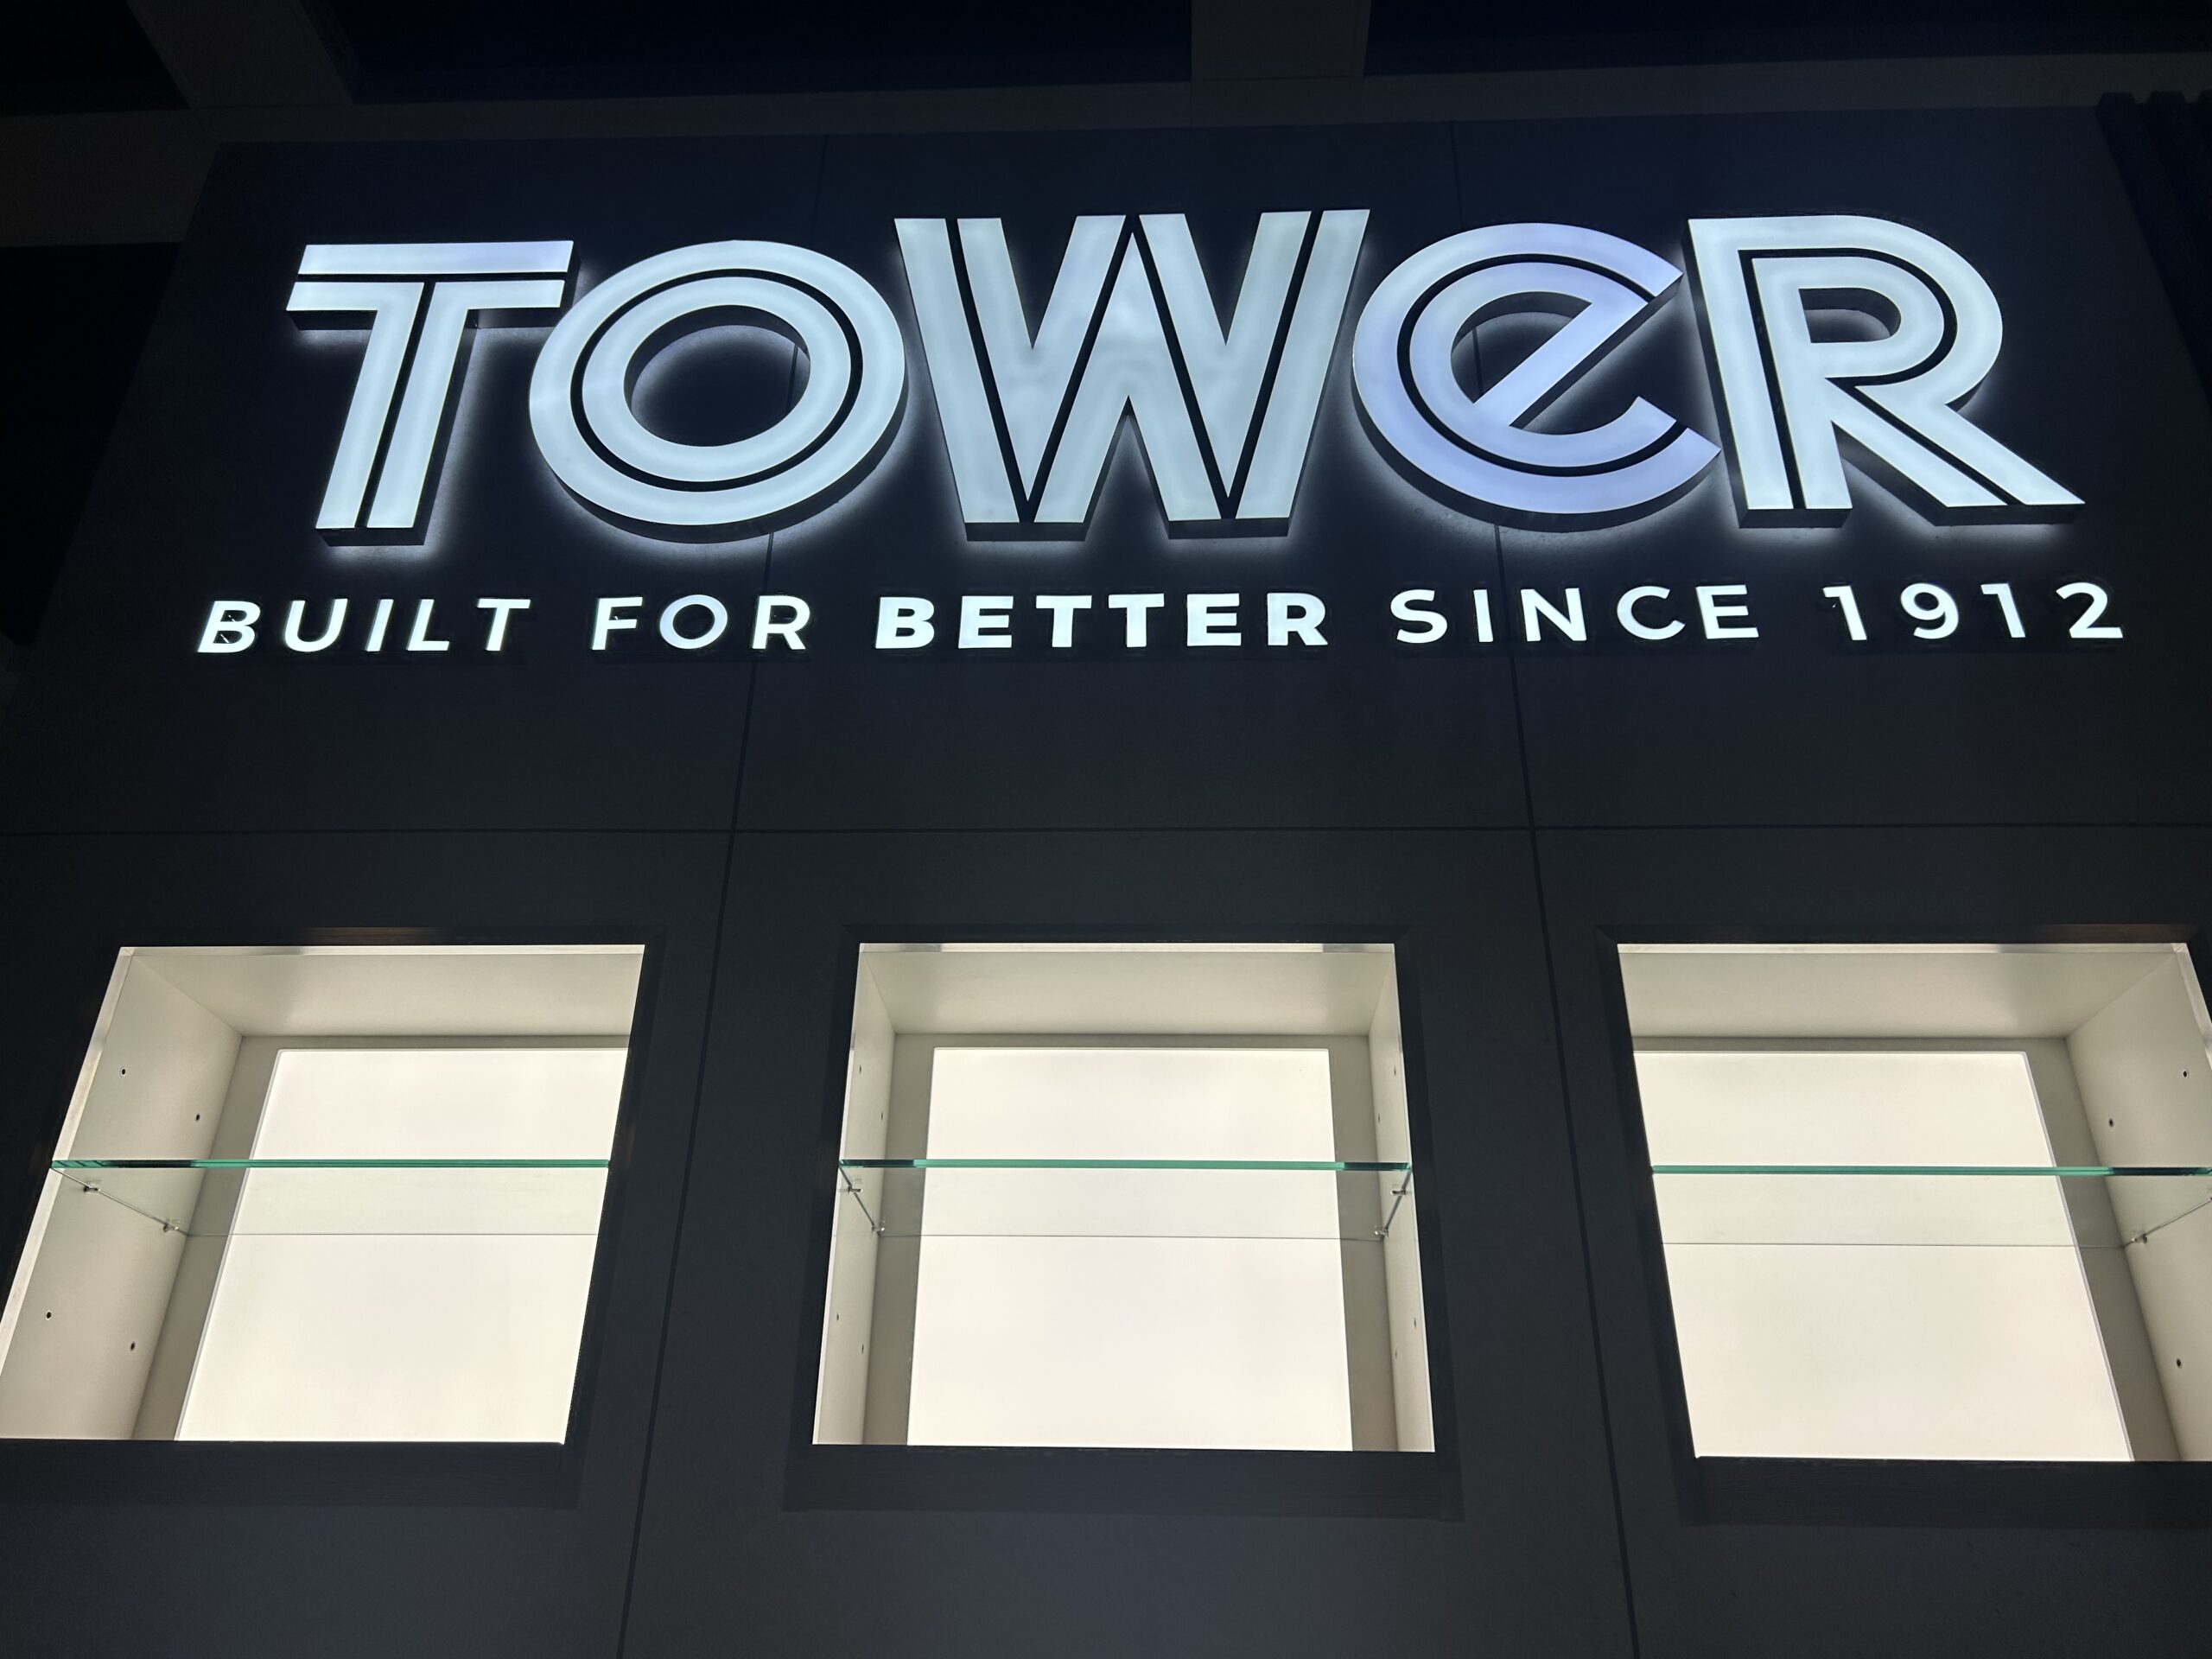 TOWeR
BUILT FOR BETTER SINCE 1912